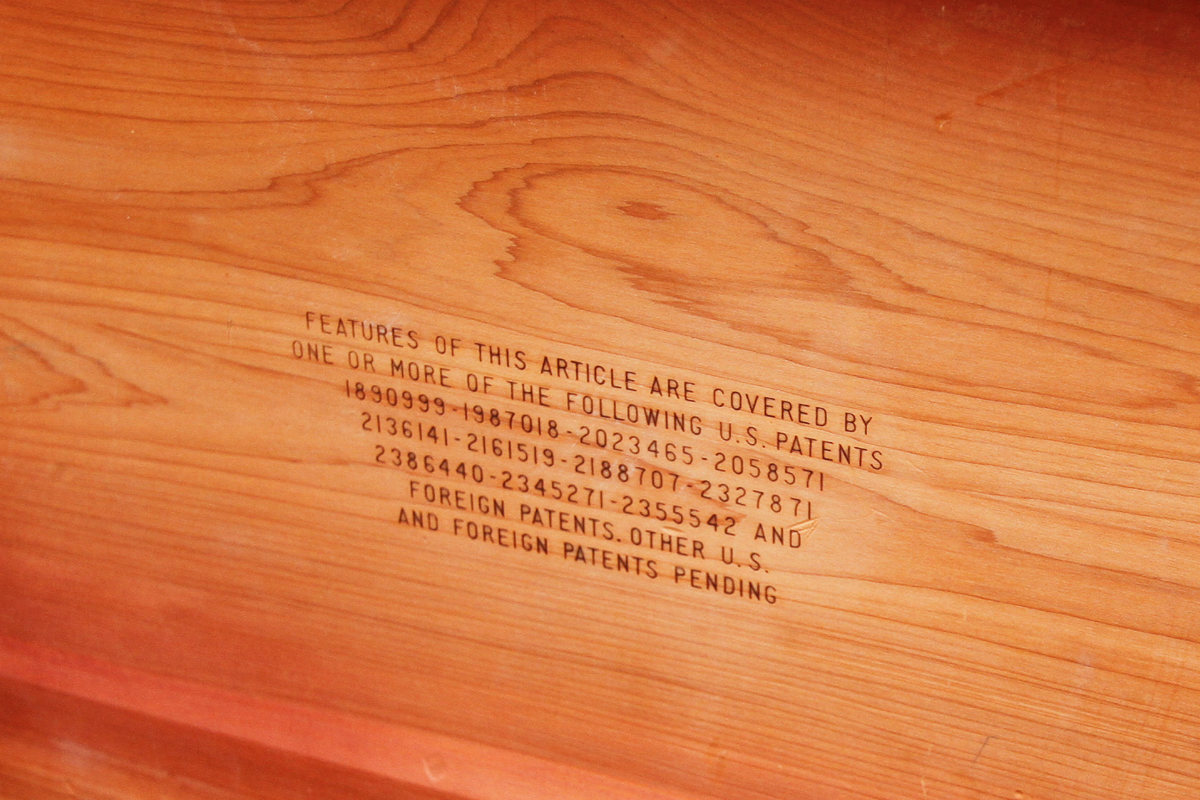 FEATURES OF THIS ARTICLE ARE COVERED BY
ONE OR MORE OF THE FOLLOWING U.S. PATENTS
1890999-1987018-2023465-2058571
2136141-2161519-2188707-2327871
2386440-2345271-2355542 AND
FOREIGN PATENTS. OTHER U.S.
AND FOREIGN PATENTS PENDING